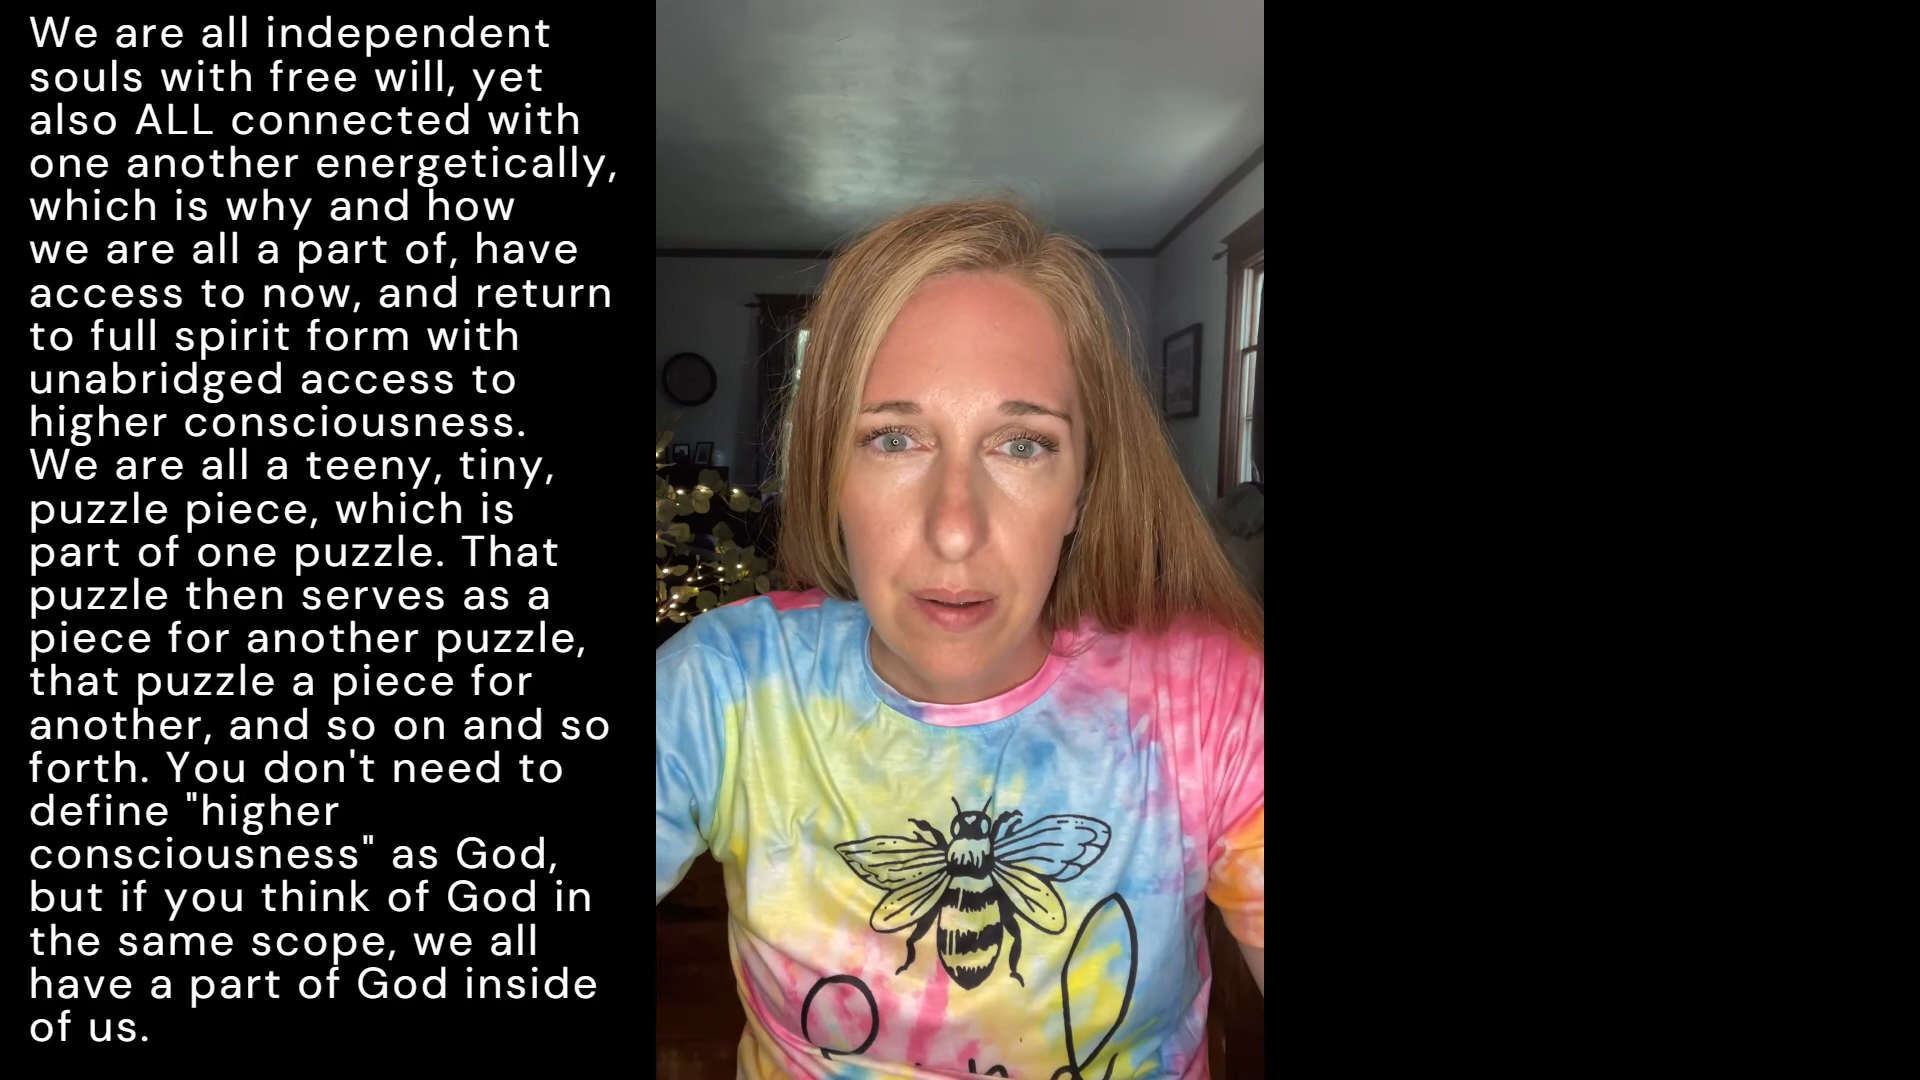 We are all independent
souls with free will, yet
also ALL connected with
one another energetically,
which is why and how
we are all a part of, have
access to now, and return
to full spirit form with
unabridged access to
higher consciousness.
We are all a teeny, tiny,
puzzle piece, which is
part of one puzzle. That
puzzle then serves as a
piece for another puzzle,
that puzzle a piece for
another, and so on and so
forth. You don't need to
define "higher
consciousness" as God,
but if you think of God in
the same scope, we all
have a part of God inside
of us.